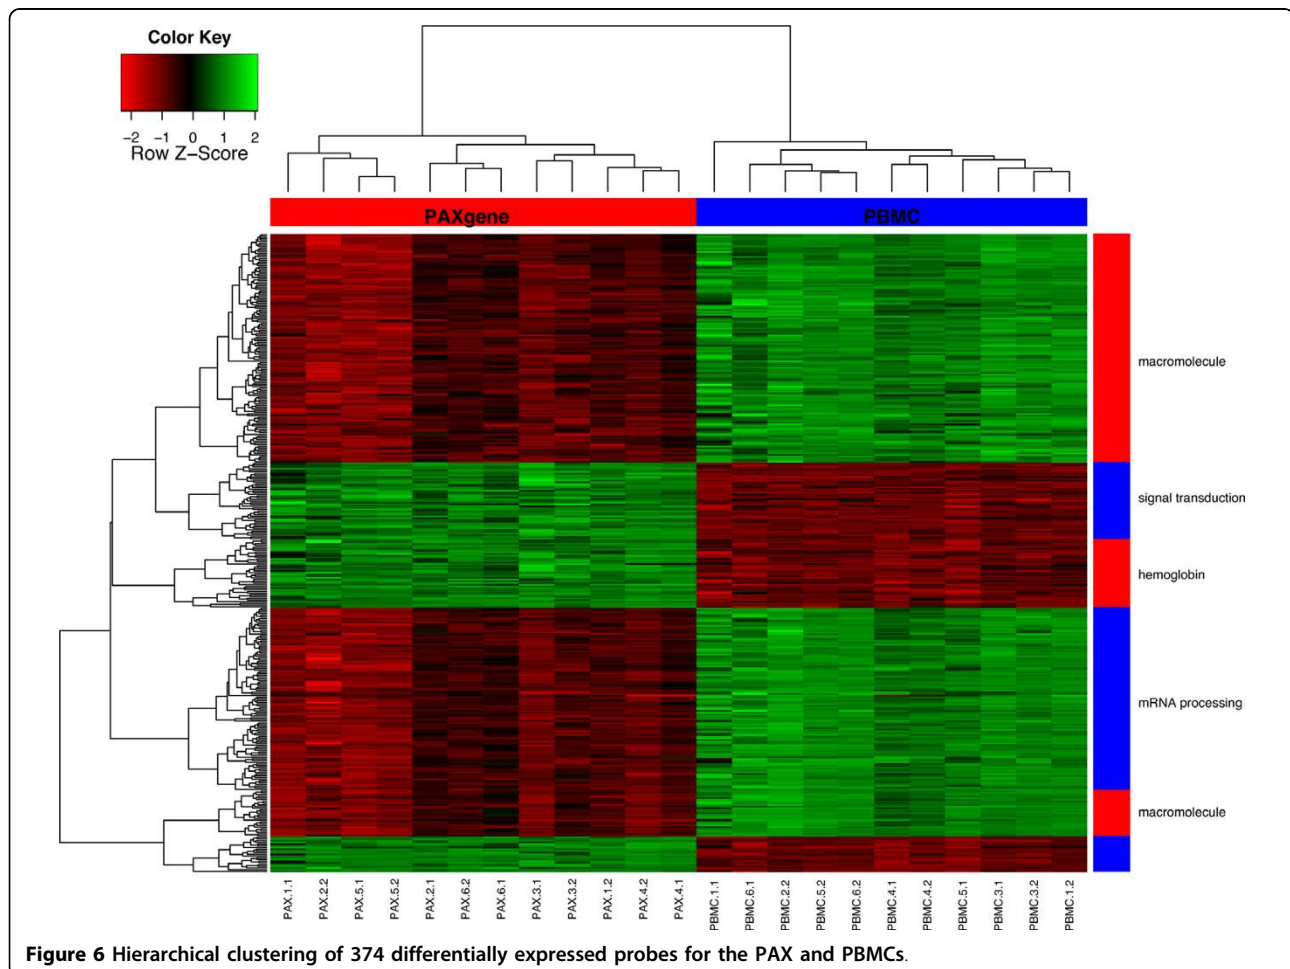 Color Key
−2 −1 0 1 2
Row Z−Score
PAXgene PBMC
macromolecule
signal transduction
hemoglobin
mRNA processing
macromolecule
PAX.1.1 PAX.2.2 PAX.5.1 PAX.5.2 PAX.2.1 PAX.6.2 PAX.6.1 PAX.3.1 PAX.3.2 PAX.1.2 PAX.4.2 PAX.4.1 PBMC.1.1 PBMC.6.1 PBMC.2.2 PBMC.5.2 PBMC.6.2 PBMC.4.1 PBMC.4.2 PBMC.5.1 PBMC.3.1 PBMC.3.2 PBMC.1.2
Figure 6 Hierarchical clustering of 374 differentially expressed probes for the PAX and PBMCs.